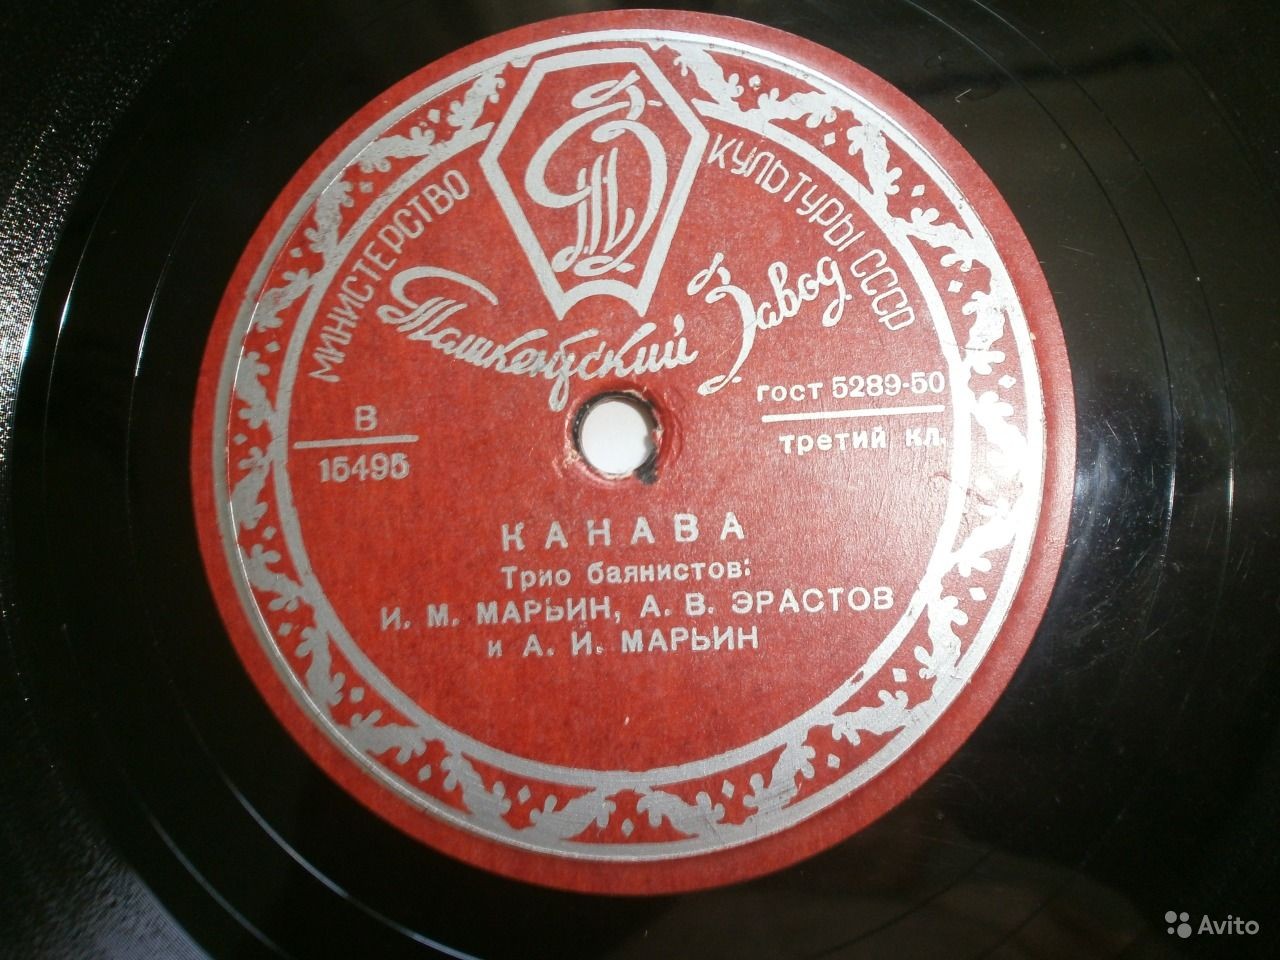 МИНИСТЕРСТВО КУЛЬТУРЫ СССР
Ташкентский Завод
В
15495
ГОСТ 5289-50
третий кл.
КАНАВА
Трио баянистов:
И. М. МАРЬИН, А. В. ЭРАСТОВ
и А. И. МАРЬИН
Avito